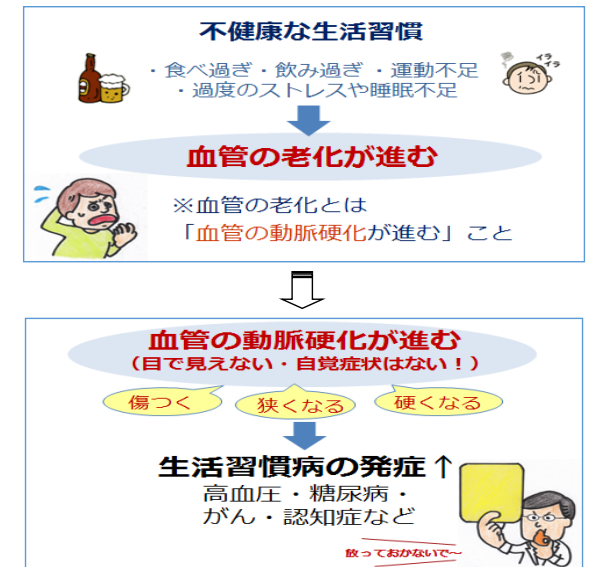 不健康な生活習慣
・食べ過ぎ・飲み過ぎ ・運動不足
・過度のストレスや睡眠不足
イラ
イラ
血管の老化が進む
※血管の老化とは
「血管の動脈硬化が進む」こと
血管の動脈硬化が進む
（目で見えない・自覚症状はない！）
傷つく 狭くなる 硬くなる
生活習慣病の発症↑
高血圧・糖尿病・
がん・認知症など
放っておかないで～